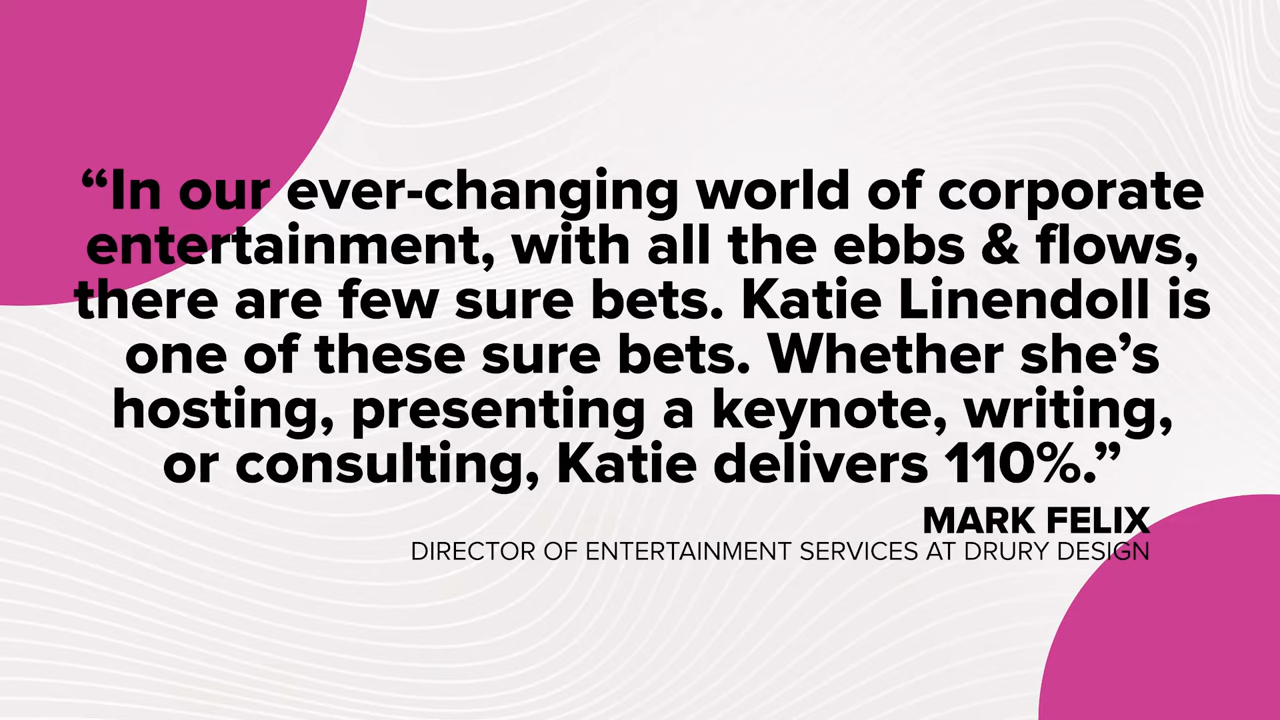 “In our ever-changing world of corporate
entertainment, with all the ebbs & flows,
there are few sure bets. Katie Linendoll is
one of these sure bets. Whether she’s
hosting, presenting a keynote, writing,
or consulting, Katie delivers 110%.”
MARK FELIX
DIRECTOR OF ENTERTAINMENT SERVICES AT DRURY DESIGN